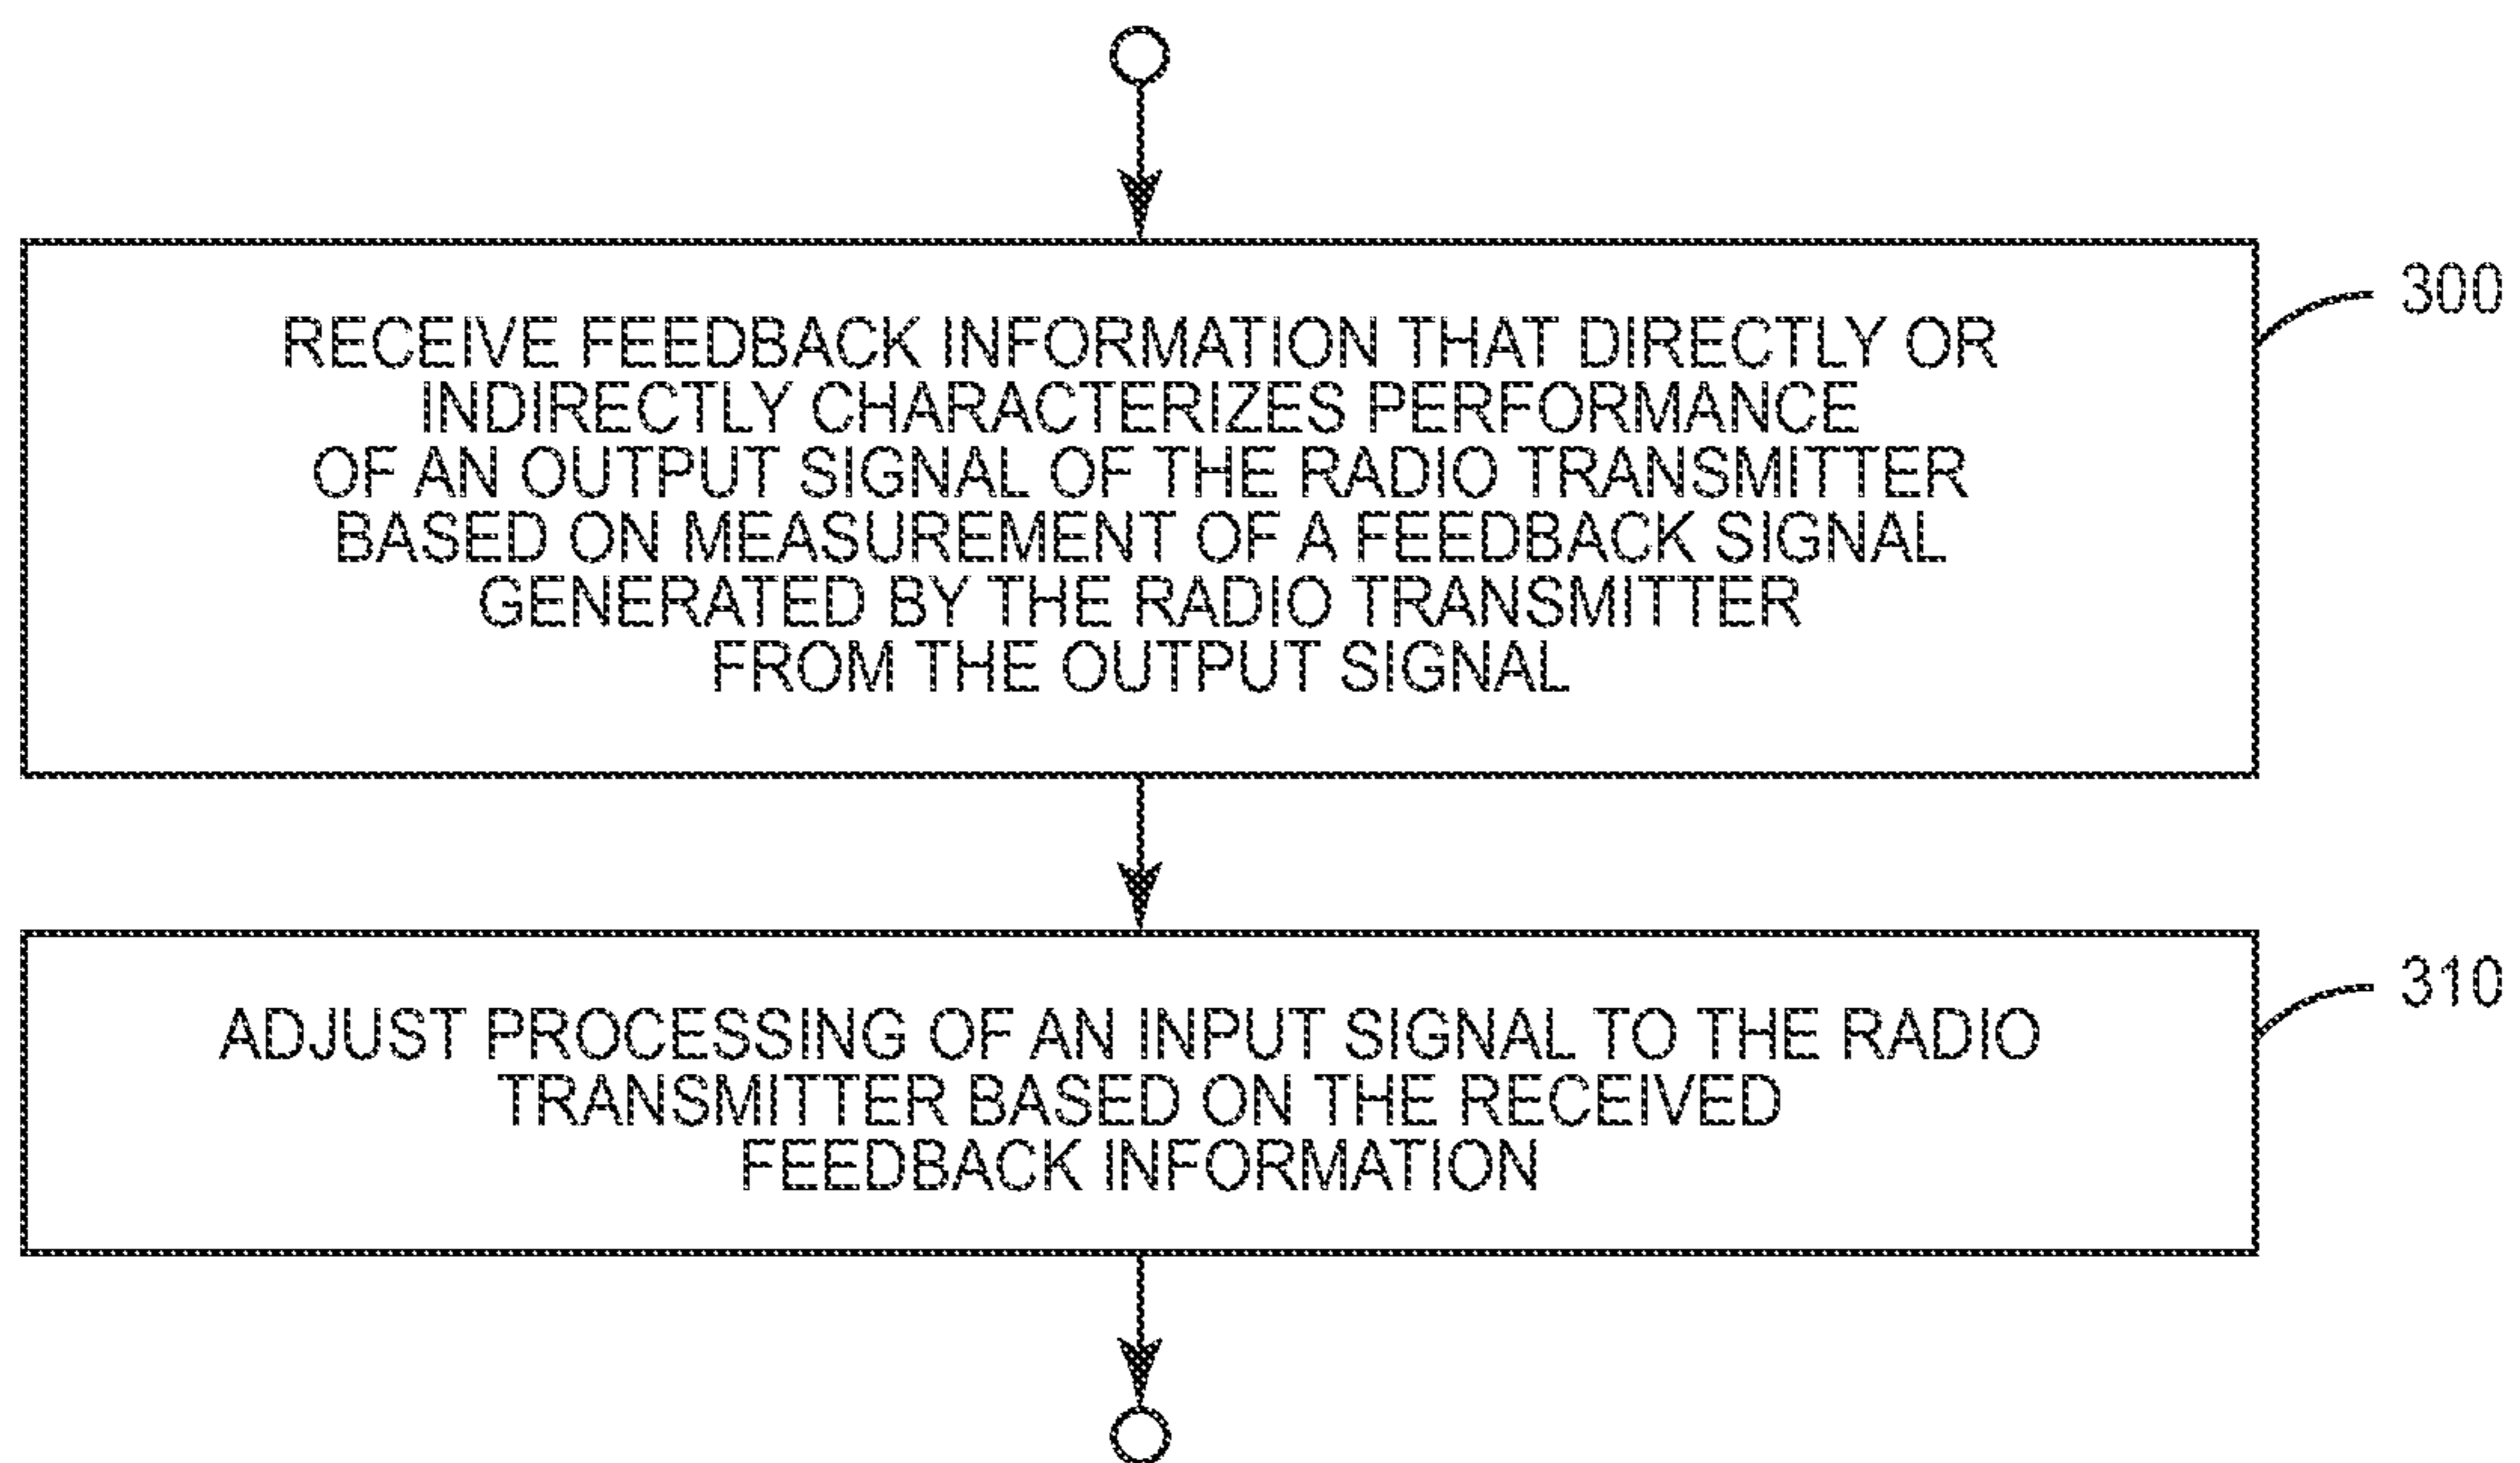 RECEIVE FEEDBACK INFORMATION THAT DIRECTLY OR
INDIRECTLY CHARACTERIZES PERFORMANCE
OF AN OUTPUT SIGNAL OF THE RADIO TRANSMITTER
BASED ON MEASUREMENT OF A FEEDBACK SIGNAL
GENERATED BY THE RADIO TRANSMITTER
FROM THE OUTPUT SIGNAL
300
ADJUST PROCESSING OF AN INPUT SIGNAL TO THE RADIO
TRANSMITTER BASED ON THE RECEIVED
FEEDBACK INFORMATION
310